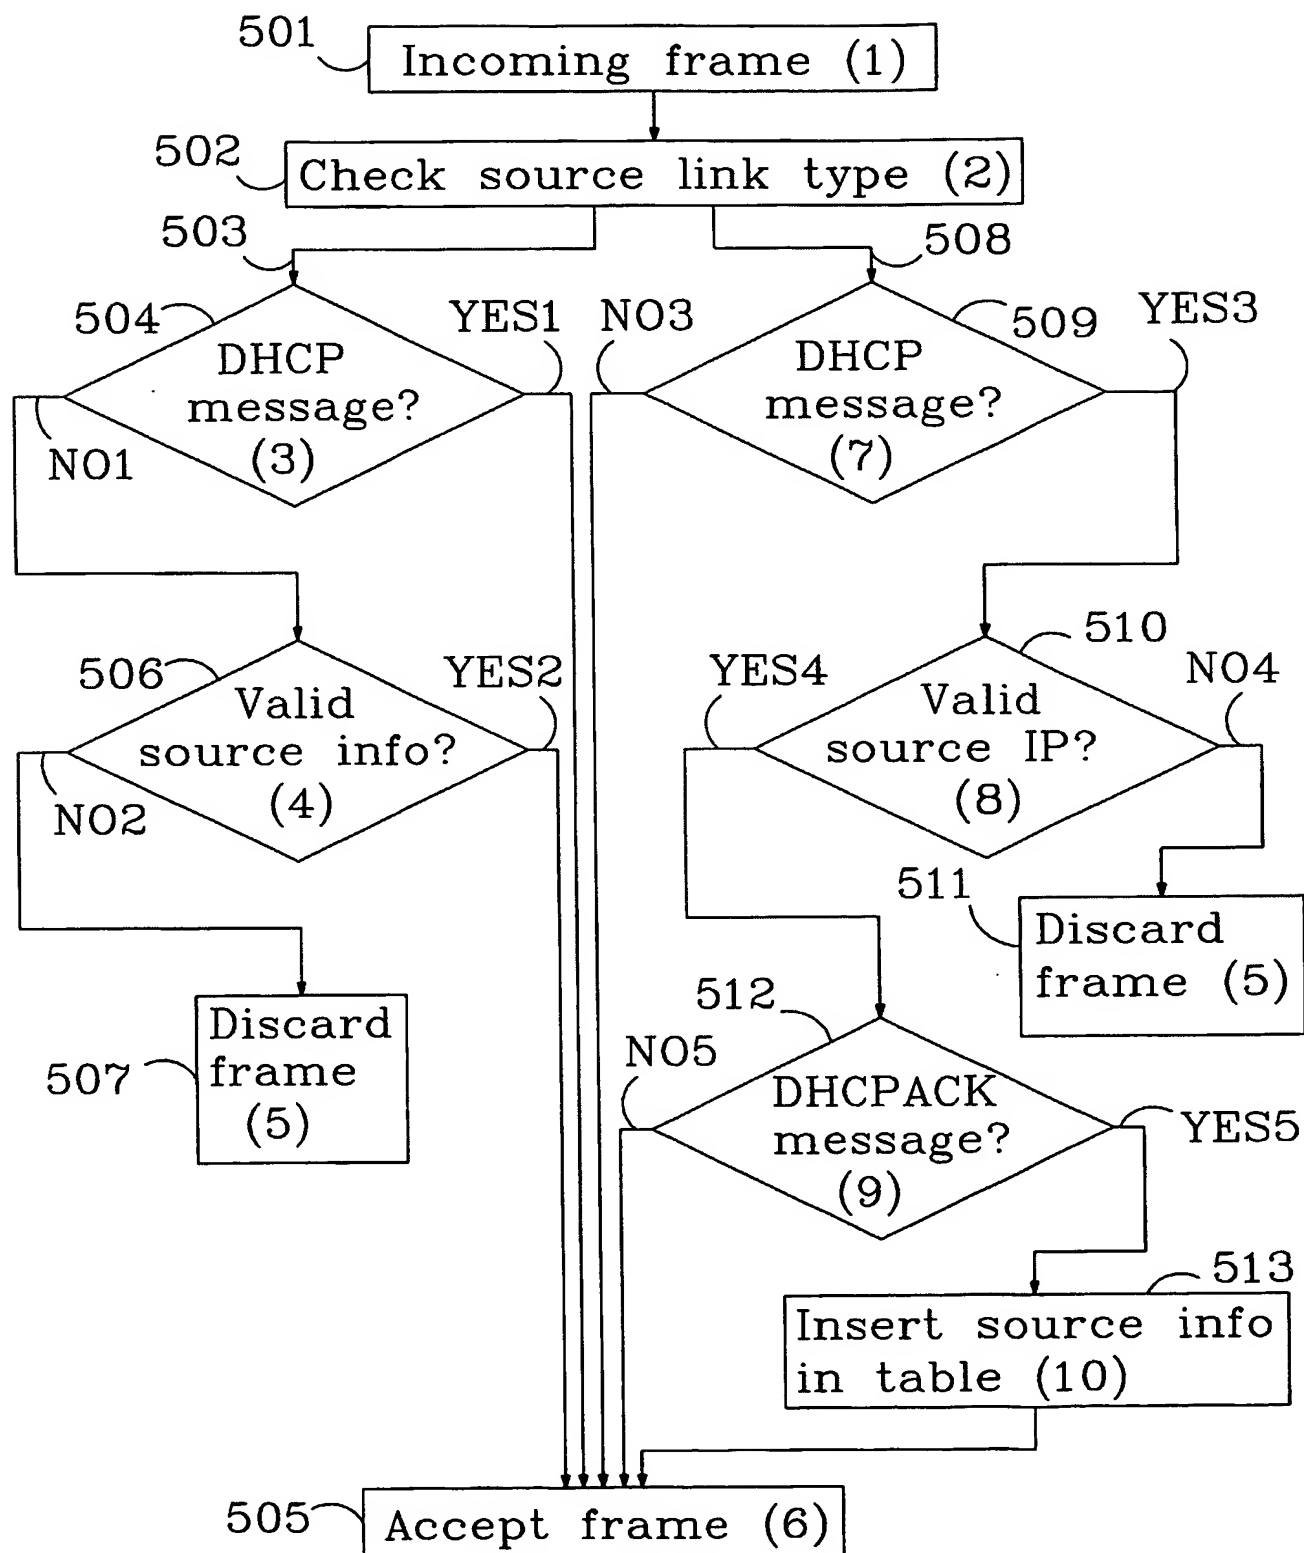 501
Incoming frame (1)
502
Check source link type (2)
503
508
504
YES1
NO3
509
YES3
DHCP
message?
(3)
DHCP
message?
(7)
NO1
506
YES2
YES4
510
NO4
Valid
source info?
(4)
Valid
source IP?
(8)
NO2
511
Discard
frame (5)
507
Discard
frame
(5)
512
NO5
DHCPACK
message?
(9)
YES5
513
Insert source info
in table (10)
505
Accept frame (6)